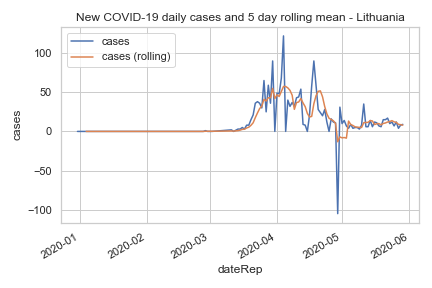 New COVID-19 daily cases and 5 day rolling mean - Lithuania
cases
cases (rolling)
100
50
0
−50
−100
cases
2020-01
2020-02
2020-03
2020-04
2020-05
2020-06
dateRep